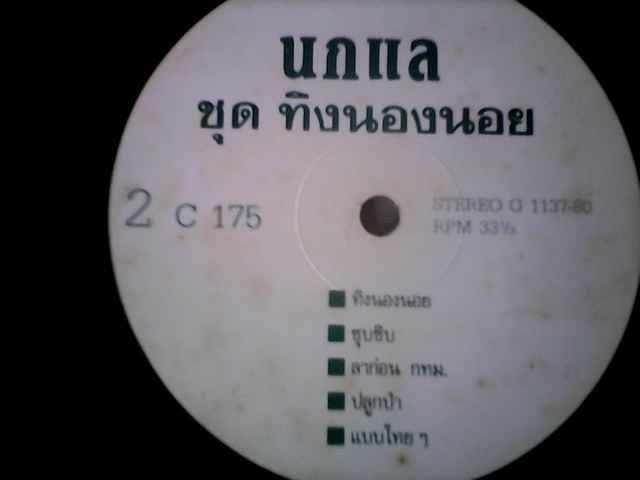 นกแล
ชุด ทิงนองนอย
2 C 175
STEREO G 1137-80
RPM 33⅓
ทิงนองนอย
ซุบซิบ
ลาก่อน กทม.
ปลูกป่า
แบบไทย ๆ